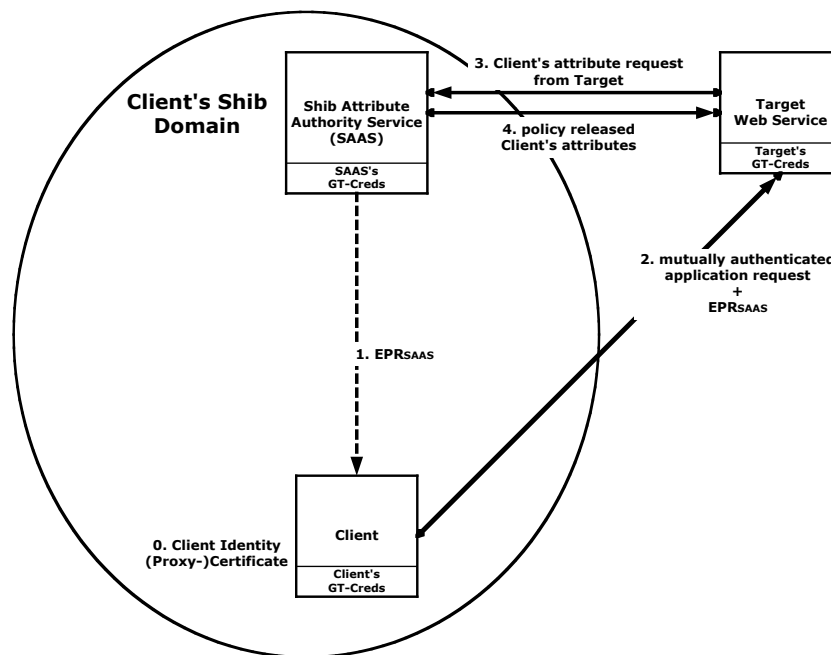 3. Client's attribute request
from Target
Client's Shib
Domain
Shib Attribute
Authority Service
(SAAS)
Target
Web Service
4. policy released
Client's attributes
SAAS's
GT-Creds
Target's
GT-Creds
2. mutually authenticated
application request
+
EPRSAAS
1. EPRSAAS
0. Client Identity
(Proxy-)Certificate
Client
Client's
GT-Creds